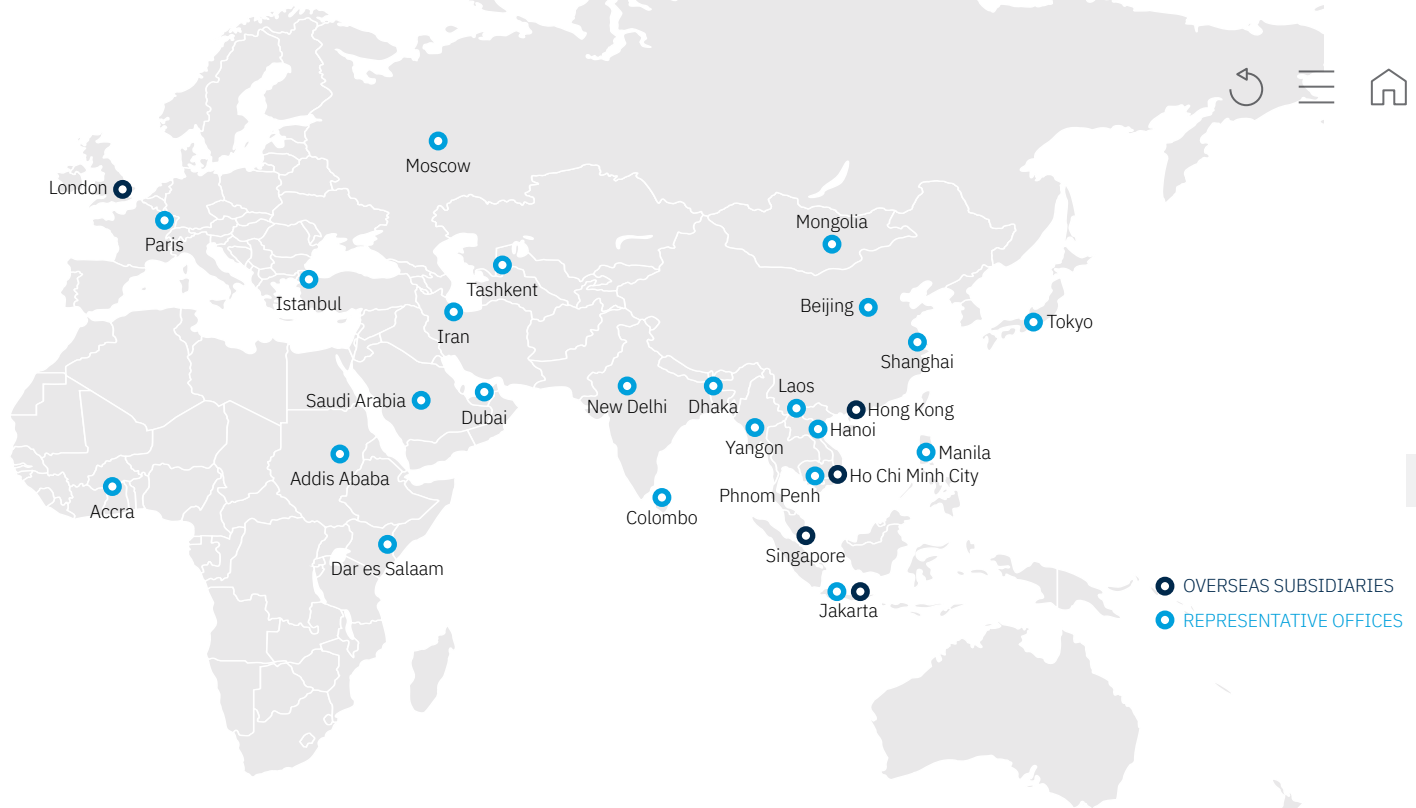 Moscow
London
Mongolia
Paris
Tashkent
Istanbul
Beijing
Tokyo
Iran
Shanghai
Laos
Saudi Arabia
Dubai
New Delhi
Dhaka
Hong Kong
Hanoi
Yangon
Manila
Addis Ababa
Ho Chi Minh City
Phnom Penh
Accra
Colombo
Singapore
Dar es Salaam
Jakarta
OVERSEAS SUBSIDIARIES
REPRESENTATIVE OFFICES